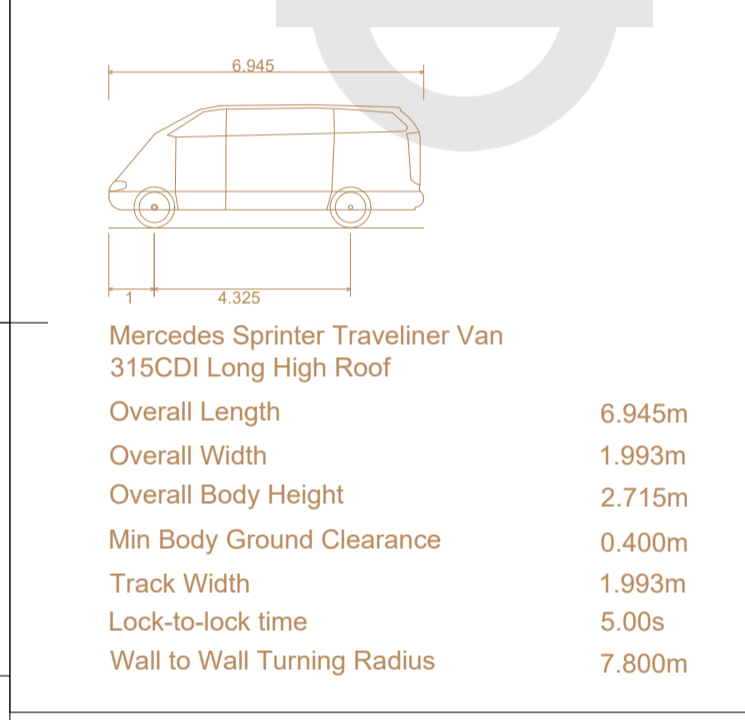 6.945
1
4.325
Mercedes Sprinter Traveliner Van
315CDI Long High Roof
Overall Length 6.945m
Overall Width 1.993m
Overall Body Height 2.715m
Min Body Ground Clearance 0.400m
Track Width 1.993m
Lock-to-lock time 5.00s
Wall to Wall Turning Radius 7.800m